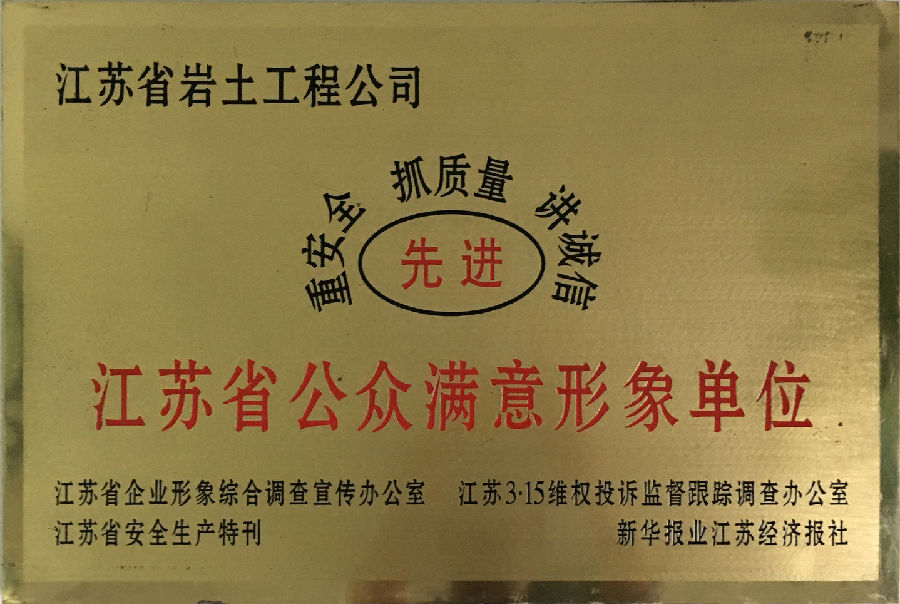 江苏省岩土工程公司
重安全 抓质量 讲诚信
先进
江苏省公众满意形象单位
江苏省企业形象综合调查宣传办公室 江苏3·15维权投诉监督跟踪调查办公室
江苏省安全生产特刊 新华报业江苏经济报社